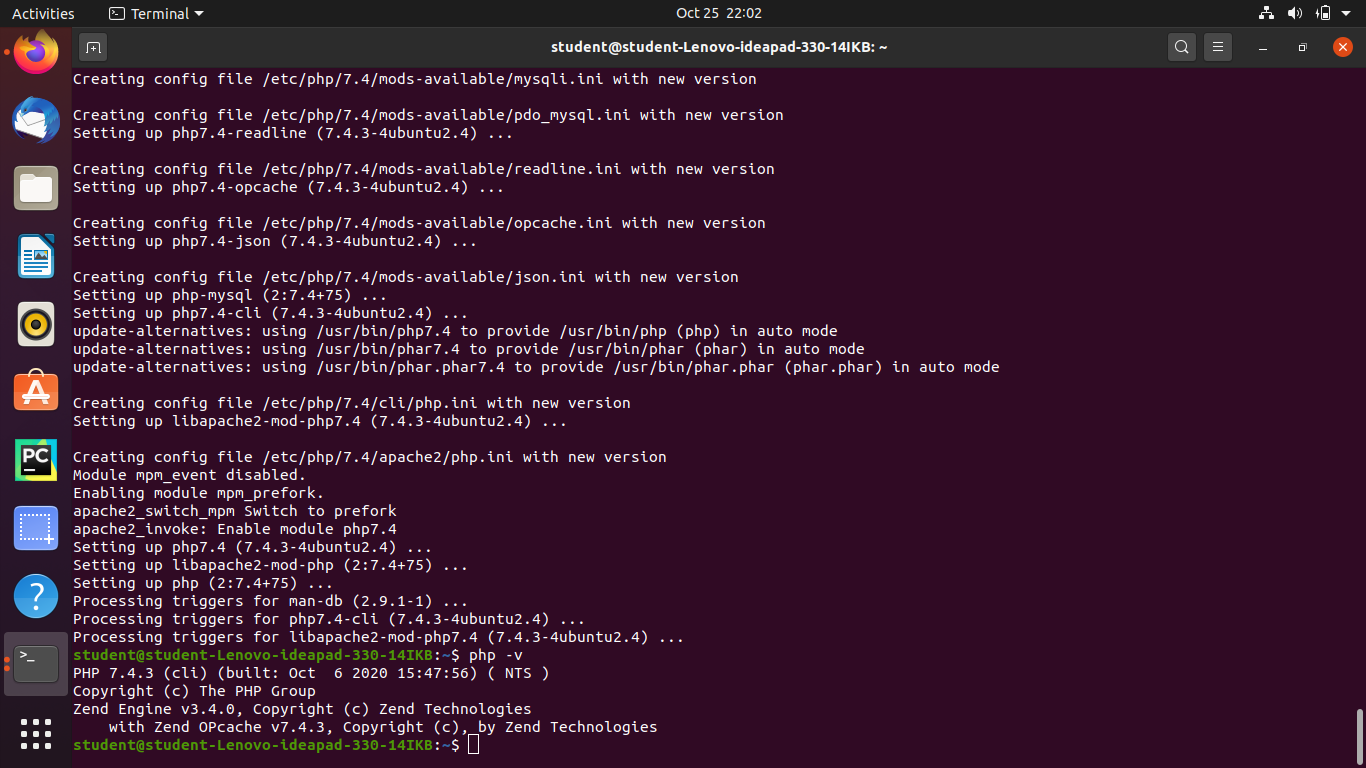 Activities
Terminal
Oct 25 22:02
student@student-Lenovo-ideapad-330-14IKB: ~
Creating config file /etc/php/7.4/mods-available/mysqli.ini with new version
Creating config file /etc/php/7.4/mods-available/pdo_mysql.ini with new version
Setting up php7.4-readline (7.4.3-4ubuntu2.4) ...
Creating config file /etc/php/7.4/mods-available/readline.ini with new version
Setting up php7.4-opcache (7.4.3-4ubuntu2.4) ...
Creating config file /etc/php/7.4/mods-available/opcache.ini with new version
Setting up php7.4-json (7.4.3-4ubuntu2.4) ...
Creating config file /etc/php/7.4/mods-available/json.ini with new version
Setting up php-mysql (2:7.4+75) ...
Setting up php7.4-cli (7.4.3-4ubuntu2.4) ...
update-alternatives: using /usr/bin/php7.4 to provide /usr/bin/php (php) in auto mode
update-alternatives: using /usr/bin/phar7.4 to provide /usr/bin/phar (phar) in auto mode
update-alternatives: using /usr/bin/phar.phar7.4 to provide /usr/bin/phar.phar (phar.phar) in auto mode
Creating config file /etc/php/7.4/cli/php.ini with new version
Setting up libapache2-mod-php7.4 (7.4.3-4ubuntu2.4) ...
Creating config file /etc/php/7.4/apache2/php.ini with new version
Module mpm_event disabled.
Enabling module mpm_prefork.
apache2_switch_mpm Switch to prefork
apache2_invoke: Enable module php7.4
Setting up php7.4 (7.4.3-4ubuntu2.4) ...
Setting up libapache2-mod-php (2:7.4+75) ...
Setting up php (2:7.4+75) ...
Processing triggers for man-db (2.9.1-1) ...
Processing triggers for php7.4-cli (7.4.3-4ubuntu2.4) ...
Processing triggers for libapache2-mod-php7.4 (7.4.3-4ubuntu2.4) ...
student@student-Lenovo-ideapad-330-14IKB:~$ php -v
PHP 7.4.3 (cli) (built: Oct  6 2020 15:47:56) ( NTS )
Copyright (c) The PHP Group
Zend Engine v3.4.0, Copyright (c) Zend Technologies
    with Zend OPcache v7.4.3, Copyright (c), by Zend Technologies
student@student-Lenovo-ideapad-330-14IKB:~$
PC